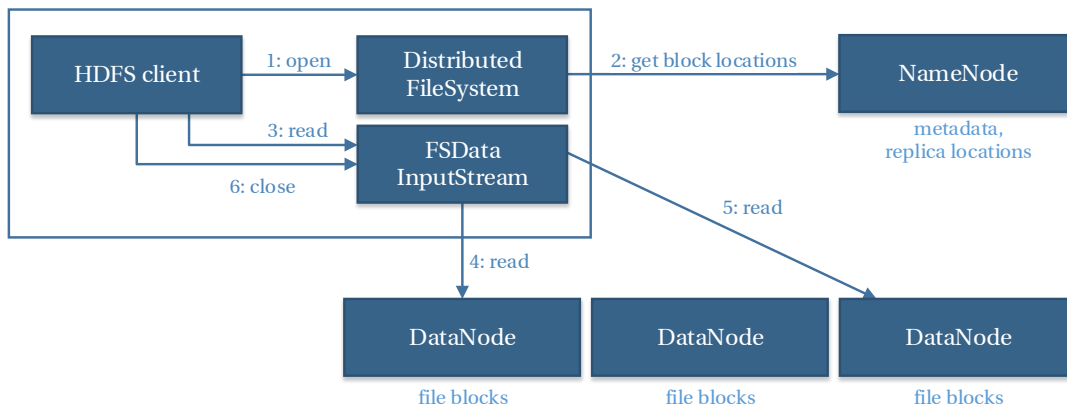 HDFS client
1: open
Distributed
FileSystem
2: get block locations
NameNode
metadata,
replica locations
3: read
FSData
InputStream
6: close
5: read
4: read
DataNode
DataNode
DataNode
file blocks
file blocks
file blocks